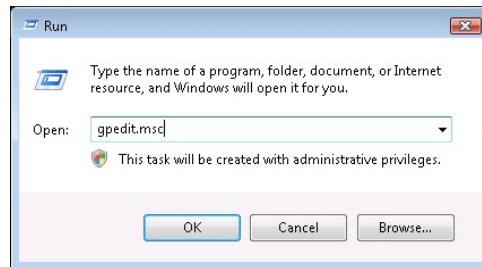 Run
Type the name of a program, folder, document, or Internet
resource, and Windows will open it for you.
Open: gpedit.msc
This task will be created with administrative privileges.
OK Cancel Browse...